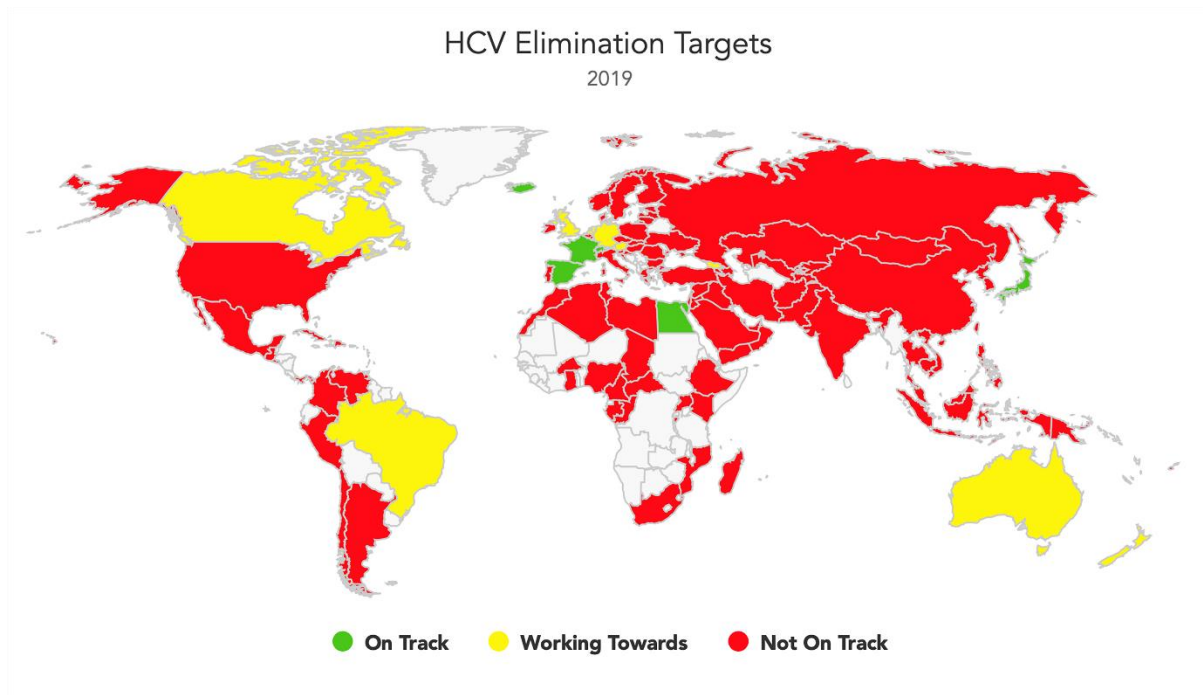 HCV Elimination Targets
2019
On Track
Working Towards
Not On Track